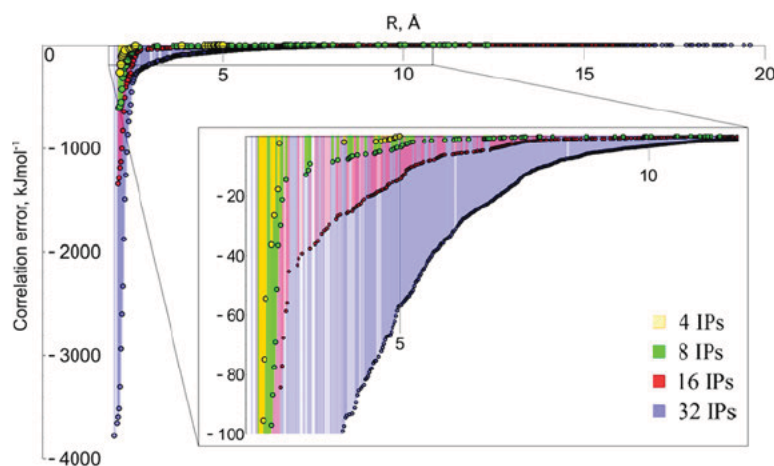 R, Å
0
5
10
15
20
- 1000
- 2000
- 3000
- 4000
Correlation error, kJmol⁻¹
10
- 20
- 40
- 60
- 80
- 100
5
4 IPs
8 IPs
16 IPs
32 IPs